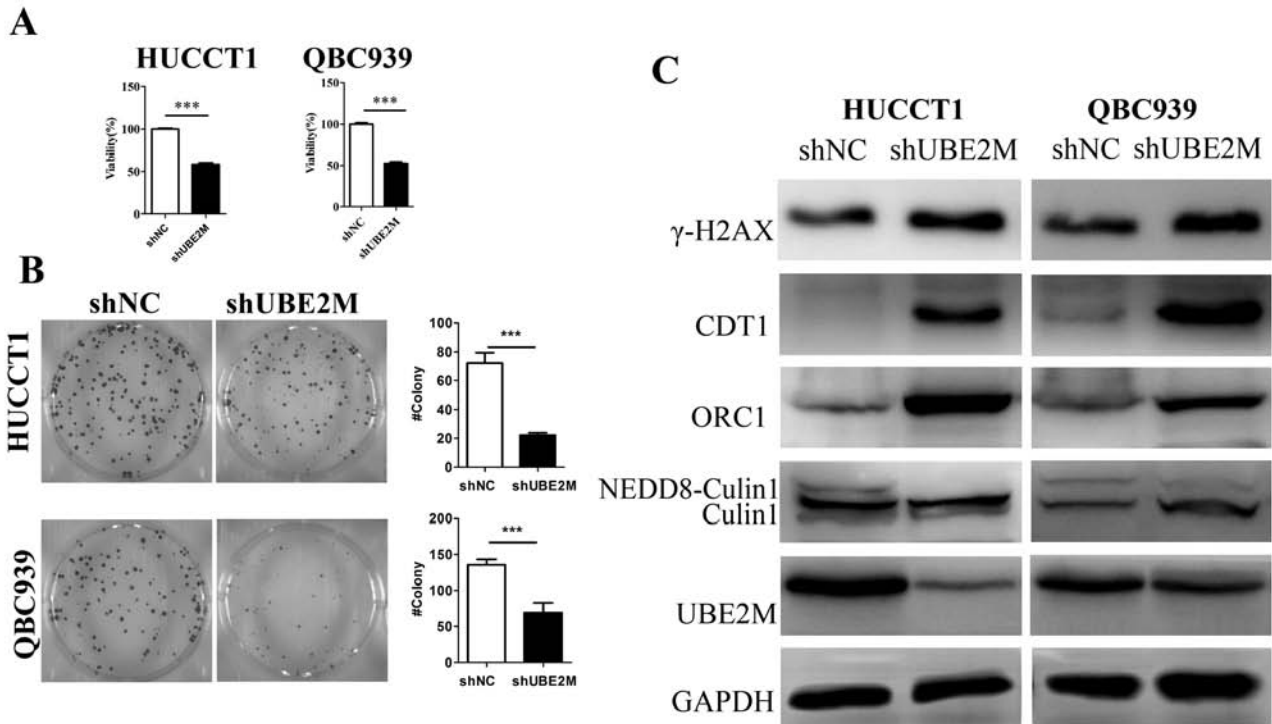 A
HUCCT1
QBC939
Viability(%)
150
100
50
0
***
shNC
shUBE2M
Viability(%)
150
100
50
0
***
shNC
shUBE2M
B
shNC
shUBE2M
HUCCT1
#Colony
100
80
60
40
20
0
***
shNC
shUBE2M
QBC939
#Colony
200
150
100
50
0
***
shNC
shUBE2M
C
HUCCT1
QBC939
shNC shUBE2M
shNC shUBE2M
γ-H2AX
CDT1
ORC1
NEDD8-Culin1
Culin1
UBE2M
GAPDH